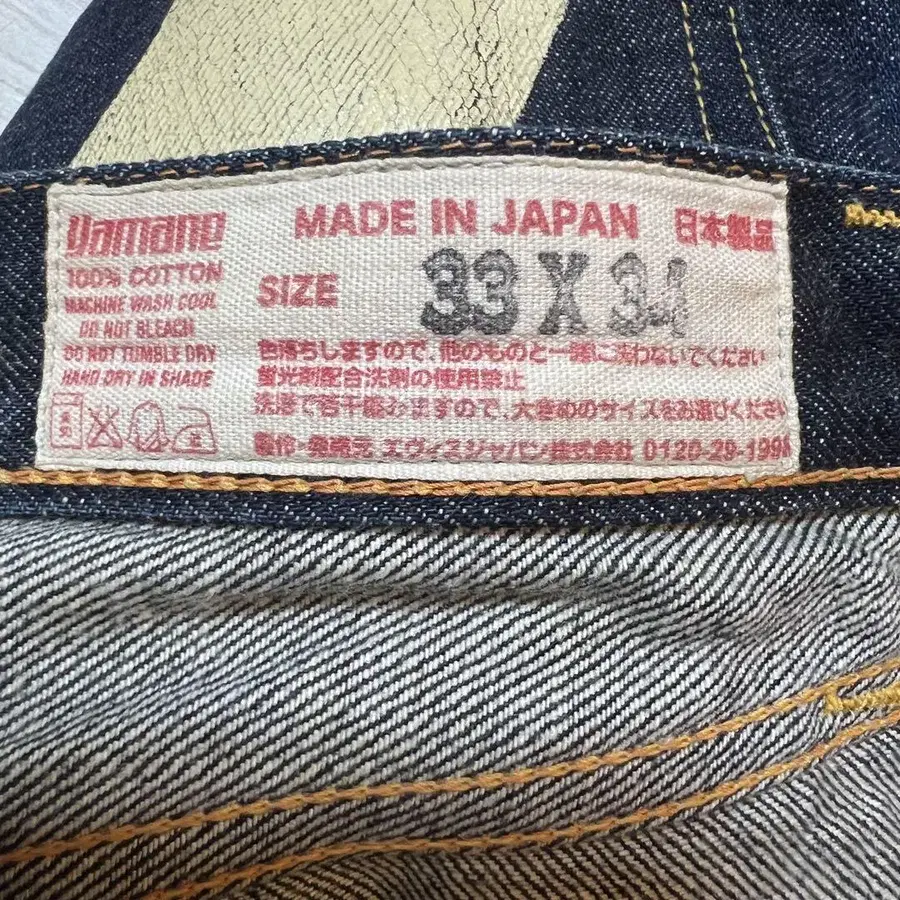 Yamane
100% COTTON
MACHINE WASH COOL
DO NOT BLEACH
DO NOT TUMBLE DRY
HAND DRY IN SHADE
MADE IN JAPAN 日本製品
SIZE 33 X 34
色落ちしますので、他のものと一緒に洗わないでください
蛍光剤配合洗剤の使用禁止
洗濯で若干縮みますので、大きめのサイズをお選びください
製作・発売元 エヴィスジャパン株式会社 0120-29-1998